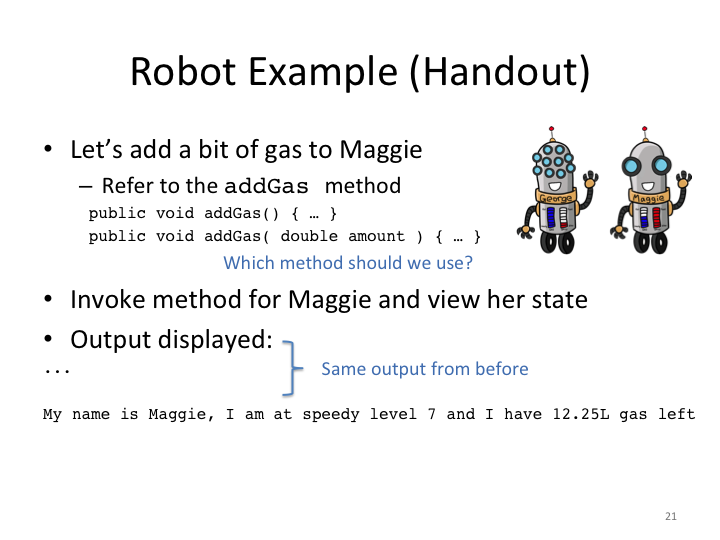 Robot Example (Handout)
• Let's add a bit of gas to Maggie
– Refer to the addGas method
public void addGas() { … }
public void addGas( double amount ) { … }
Which method should we use?
George
Maggie
• Invoke method for Maggie and view her state
• Output displayed:
...
Same output from before
My name is Maggie, I am at speedy level 7 and I have 12.25L gas left
21